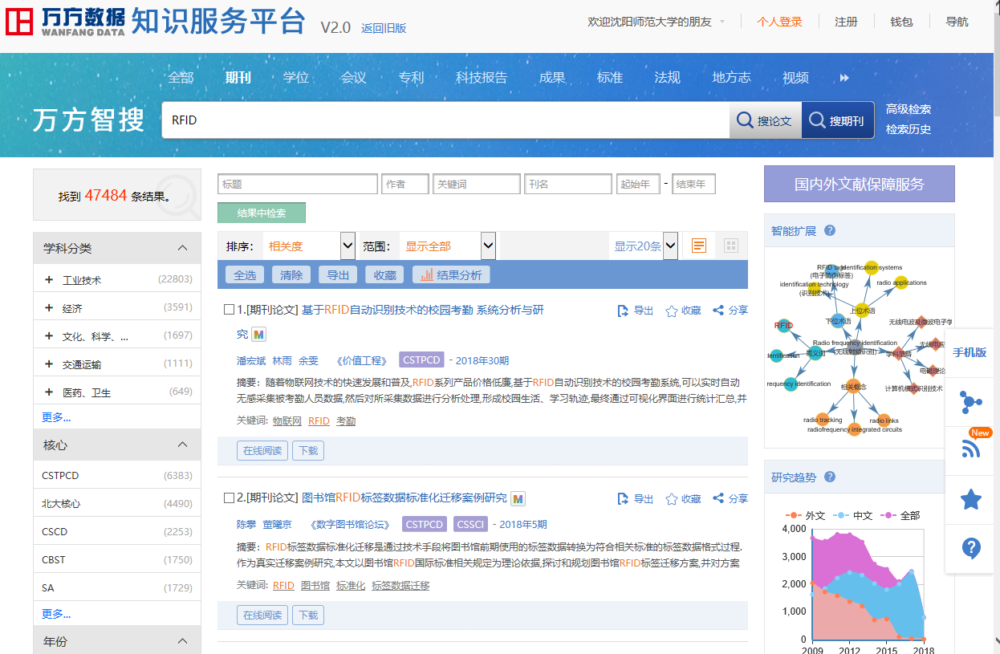 万方数据 知识服务平台 V2.0 返回旧版
WANFANG DATA
欢迎沈阳师范大学的朋友 个人登录 注册 钱包 导航
全部 期刊 学位 会议 专利 科技报告 成果 标准 法规 地方志 视频
万方智搜 RFID 搜论文 搜期刊 高级检索
检索历史
找到 47484 条结果。
学科分类
工业技术 (22803)
经济 (3591)
文化、科学、... (1697)
交通运输 (1111)
医药、卫生 (649)
更多...
核心
CSTPCD (6383)
北大核心 (4490)
CSCD (2253)
CBST (1750)
SA (1729)
更多...
年份
标题 作者 关键词 刊名 起始年 - 结束年
结果中检索
排序： 相关度 范围： 显示全部 显示20条
全选 清除 导出 收藏 结果分析
1.[期刊论文] 基于RFID自动识别技术的校园考勤 系统分析与研
究 M
导出 收藏 分享
潘宏斌 林雨 余雯 《价值工程》 CSTPCD - 2018年30期
摘要：随着物联网技术的快速发展和普及,RFID系列产品价格低廉,基于RFID自动识别技术的校园考勤系统,可以实时自动
无感采集被考勤人员数据,然后对所采集数据进行分析处理,形成校园生活、学习轨迹,最终通过可视化界面进行统计汇总,并
关键词: 物联网 RFID 考勤
在线阅读 下载
2.[期刊论文] 图书馆RFID标签数据标准化迁移案例研究 M
导出 收藏 分享
陈攀 董曦京 《数字图书馆论坛》 CSTPCD CSSCI - 2018年5期
摘要：RFID标签数据标准化迁移是通过技术手段将图书馆前期使用的标签数据转换为符合相关标准的标签数据格式过程.
作为真实迁移案例研究,本文以图书馆RFID国际标准相关规定为理论依据,探讨和规划图书馆RFID标签迁移方案,并对方案
关键词: RFID 图书馆 标准化 标签数据迁移
在线阅读 下载
国内外文献保障服务
智能扩展 ?
RFID tags
identification systems
(电子防伪标签)
identification technology
(识别技术)
radio applications
上位术语
下位术语
RFID
无线电波及微波电子学
Radio frequency identification
(无线射频识别)
同义词
学科范畴
identification
电磁理论
requency identification
相关概念
计算机模式识别技术
radio tracking
radio links
radiofrequency integrated circuits
研究趋势 ?
外文 中文 全部
4,000
3,000
2,000
1,000
0
2009 2012 2015 2018
手机版
New
?